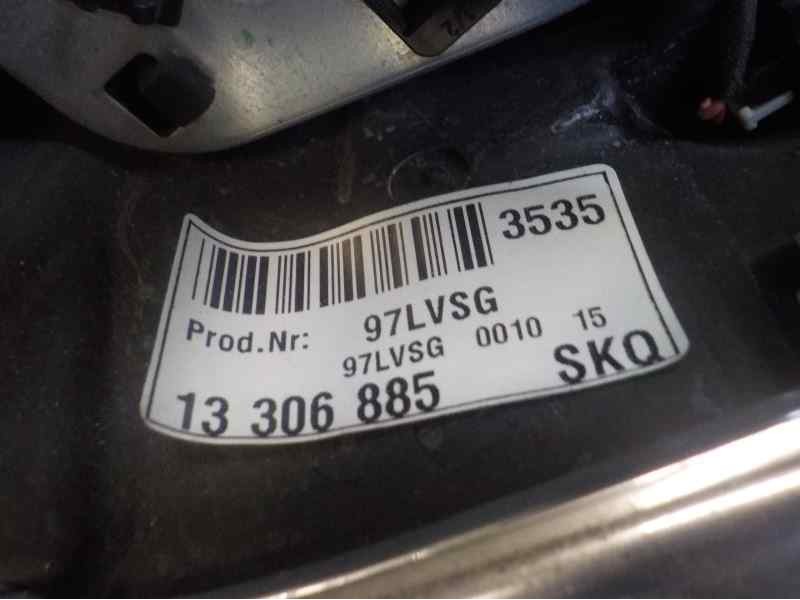 3535
Prod.Nr: 97LVSG
97LVSG 0010 15
13 306 885 SKQ